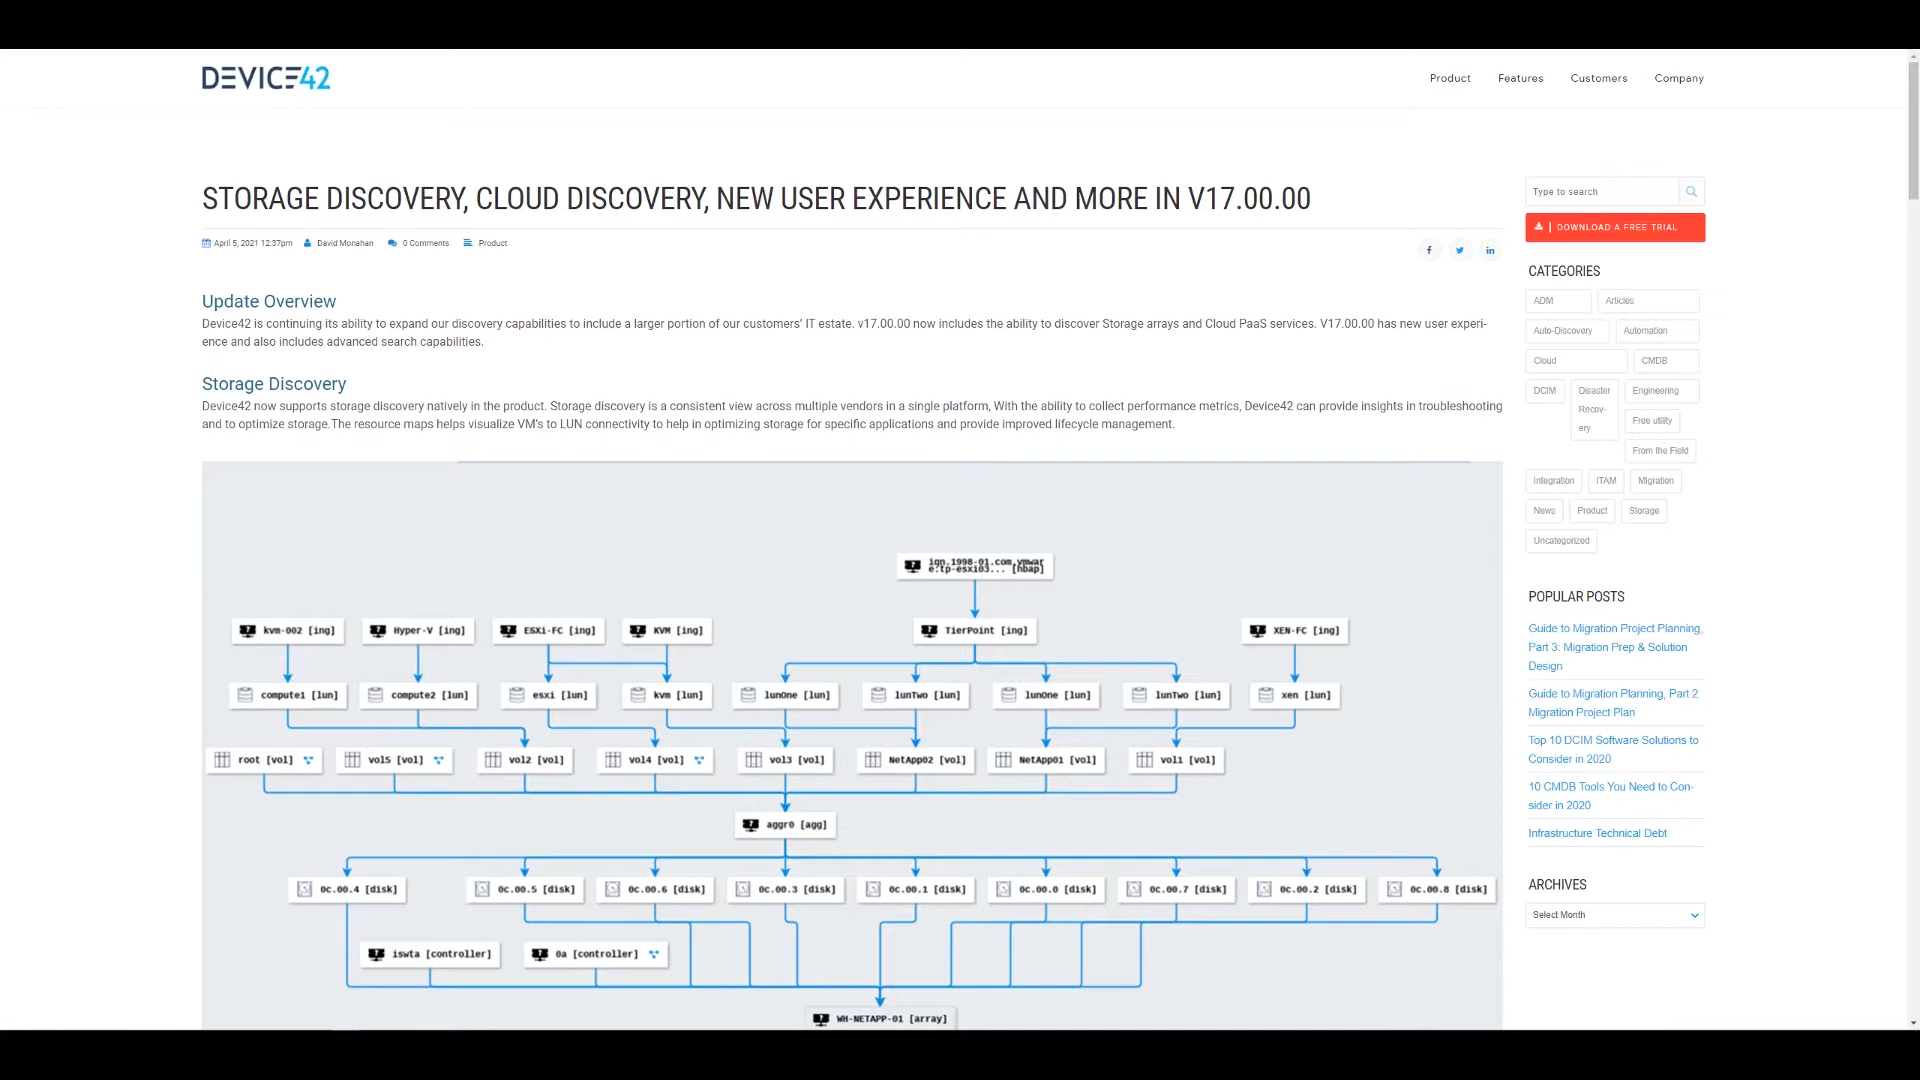 DEVICE42
Product Features Customers Company
STORAGE DISCOVERY, CLOUD DISCOVERY, NEW USER EXPERIENCE AND MORE IN V17.00.00
April 5, 2021 12:37pm David Monahan 0 Comments Product
Update Overview
Device42 is continuing its ability to expand our discovery capabilities to include a larger portion of our customers' IT estate. v17.00.00 now includes the ability to discover Storage arrays and Cloud PaaS services. V17.00.00 has new user experi-
ence and also includes advanced search capabilities.
Storage Discovery
Device42 now supports storage discovery natively in the product. Storage discovery is a consistent view across multiple vendors in a single platform, With the ability to collect performance metrics, Device42 can provide insights in troubleshooting
and to optimize storage.The resource maps helps visualize VM's to LUN connectivity to help in optimizing storage for specific applications and provide improved lifecycle management.
iqn.1998-01.com.vmwar
e:tp-esxi03... [hbap]
kvm-002 [ing] Hyper-V [ing] ESXi-FC [ing] KVM [ing] TierPoint [ing] XEN-FC [ing]
compute1 [lun] compute2 [lun] esxi [lun] kvm [lun] lunOne [lun] lunTwo [lun] lunOne [lun] lunTwo [lun] xen [lun]
root [vol] vol5 [vol] vol2 [vol] vol4 [vol] vol3 [vol] NetApp02 [vol] NetApp01 [vol] vol1 [vol]
aggr0 [agg]
0c.00.4 [disk] 0c.00.5 [disk] 0c.00.6 [disk] 0c.00.3 [disk] 0c.00.1 [disk] 0c.00.0 [disk] 0c.00.7 [disk] 0c.00.2 [disk] 0c.00.8 [disk]
iswta [controller] 0a [controller]
WH-NETAPP-01 [array]
Type to search
DOWNLOAD A FREE TRIAL
CATEGORIES
ADM Articles
Auto-Discovery Automation
Cloud CMDB
DCIM Disaster Engineering
Recov-
ery
Free utility
From the Field
Integration ITAM Migration
News Product Storage
Uncategorized
POPULAR POSTS
Guide to Migration Project Planning,
Part 3: Migration Prep & Solution
Design
Guide to Migration Planning, Part 2:
Migration Project Plan
Top 10 DCIM Software Solutions to
Consider in 2020
10 CMDB Tools You Need to Con-
sider in 2020
Infrastructure Technical Debt
ARCHIVES
Select Month